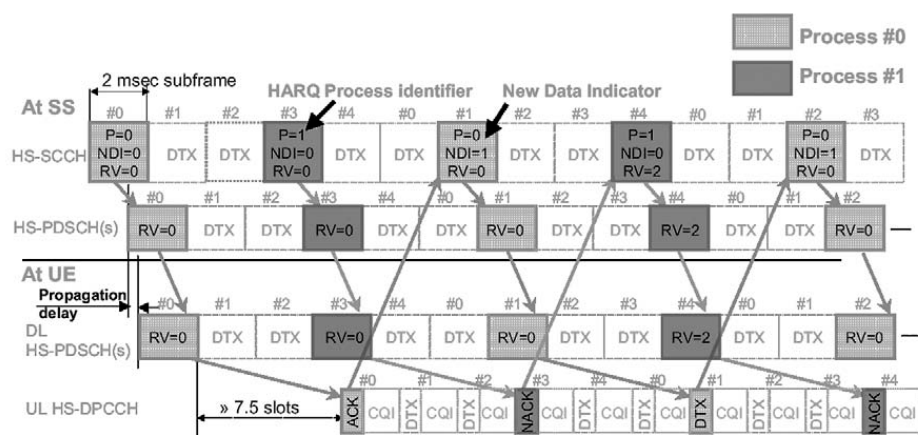 Process #0
Process #1
2 msec subframe
HARQ Process identifier
New Data Indicator
At SS
#0 #1 #2 #3 #4 #0 #1 #2 #3 #4 #0 #1 #2 #3
HS-SCCH
P=0 NDI=0 RV=0
DTX
DTX
P=1 NDI=0 RV=0
DTX
DTX
P=0 NDI=1 RV=0
DTX
DTX
P=1 NDI=0 RV=2
DTX
DTX
P=0 NDI=1 RV=0
DTX
#0 #1 #2 #3 #4 #0 #1 #2 #3 #4 #0 #1 #2
HS-PDSCH(s)
RV=0 DTX DTX RV=0 DTX DTX RV=0 DTX DTX RV=2 DTX DTX RV=0
At UE
Propagation
delay
#0 #1 #2 #3 #4 #0 #1 #2 #3 #4 #0 #1 #2
DL
HS-PDSCH(s)
RV=0 DTX DTX RV=0 DTX DTX RV=0 DTX DTX RV=2 DTX DTX RV=0
#0 #1 #2 #3 #4 #0 #1 #2 #3 #4
UL HS-DPCCH
» 7.5 slots
ACK CQI DTX CQI DTX CQI NACK CQI DTX CQI DTX CQI DTX CQI DTX CQI DTX CQI NACK CQI